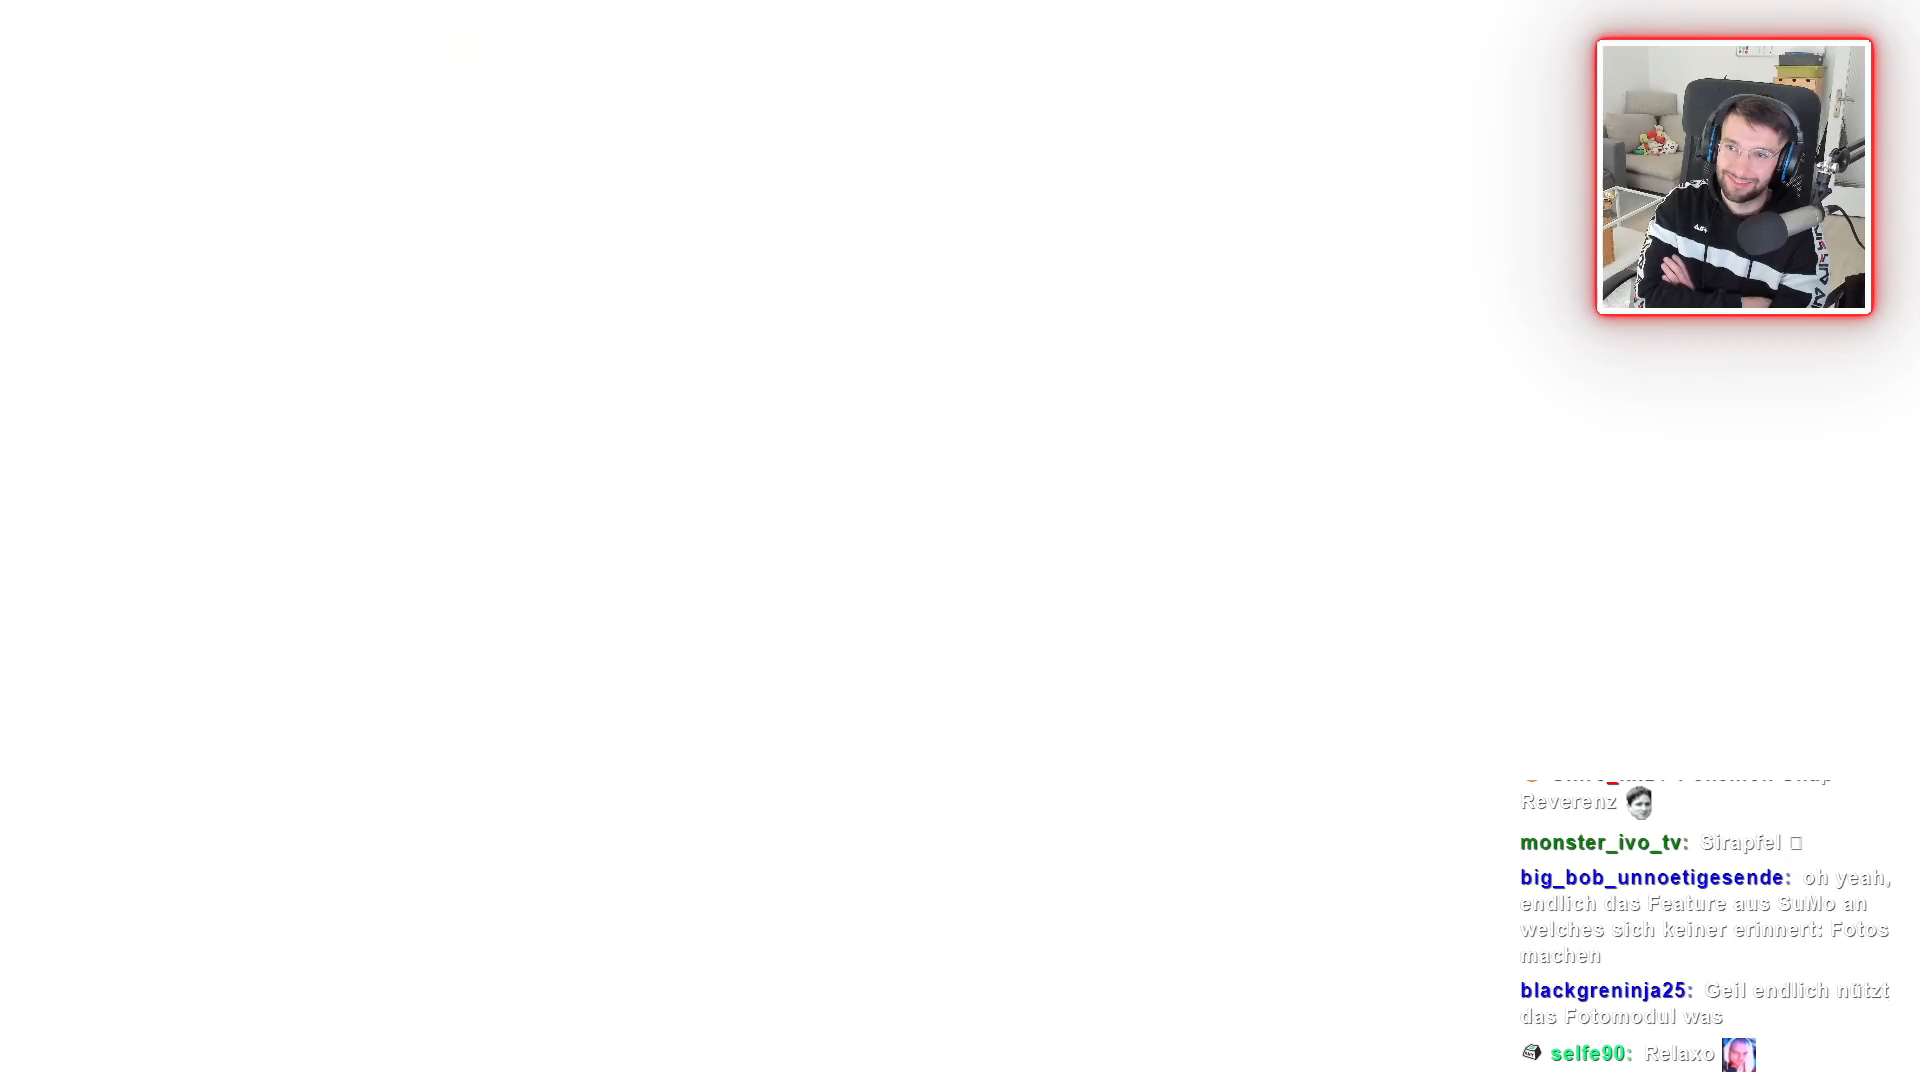 Reverenz
monster_ivo_tv: Sirapfel
big_bob_unnoetigesende: oh yeah,
endlich das Feature aus SuMo an
welches sich keiner erinnert: Fotos
machen
blackgreninja25: Geil endlich nützt
das Fotomodul was
selfe90: Relaxo